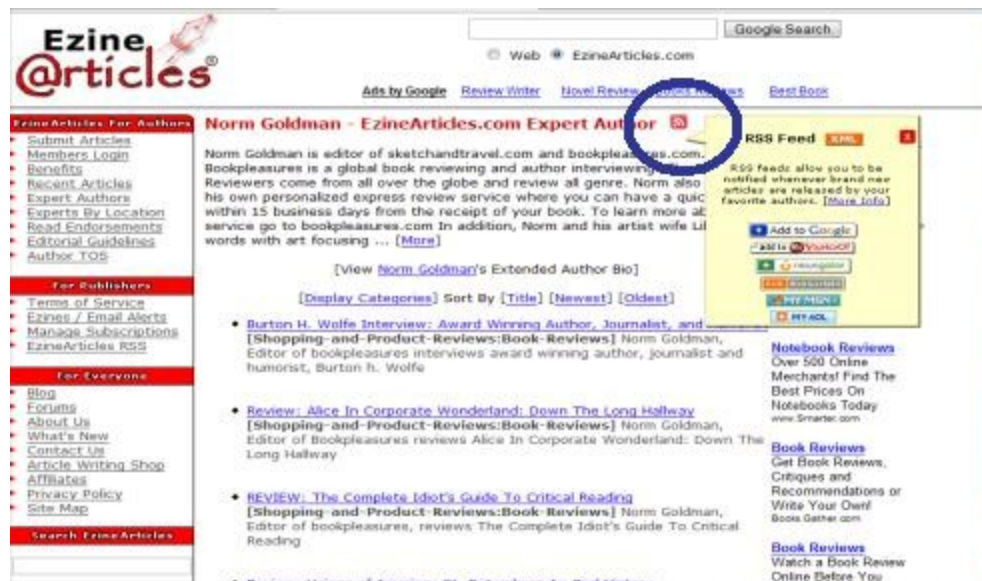 Ezine
@rticles®
Google Search
Web EzineArticles.com
Ads by Google Review Writer Novel Review Books Reviews Best Book
EzineArticles For Authors
Submit Articles
Members Login
Benefits
Recent Articles
Expert Authors
Experts By Location
Read Endorsements
Editorial Guidelines
Author TOS
For Publishers
Terms of Service
Ezines / Email Alerts
Manage Subscriptions
EzineArticles RSS
For Everyone
Blog
Forums
About Us
What's New
Contact Us
Article Writing Shop
Affiliates
Privacy Policy
Site Map
Search EzineArticles
Norm Goldman - EzineArticles.com Expert Author
Norm Goldman is editor of sketchandtravel.com and bookpleasures.com.
Bookpleasures is a global book reviewing and author interviewing
Reviewers come from all over the globe and review all genre. Norm also
his own personalized express review service where you can have a quic
within 15 business days from the receipt of your book. To learn more ab
service go to bookpleasures.com In addition, Norm and his artist wife Lil
words with art focusing ... [More]
[View Norm Goldman's Extended Author Bio]
[Display Categories] Sort By [Title] [Newest] [Oldest]
Burton H. Wolfe Interview: Award Winning Author, Journalist, and
[Shopping-and-Product-Reviews:Book-Reviews] Norm Goldman,
Editor of bookpleasures interviews award winning author, journalist and
humorist, Burton h. Wolfe
Review: Alice In Corporate Wonderland: Down The Long Hallway
[Shopping-and-Product-Reviews:Book-Reviews] Norm Goldman,
Editor of Bookpleasures reviews Alice In Corporate Wonderland: Down The
Long Hallway
REVIEW: The Complete Idiot's Guide To Critical Reading
[Shopping-and-Product-Reviews:Book-Reviews] Norm Goldman,
Editor of bookpleasures, reviews The Complete Idiot's Guide To Critical
Reading
RSS Feed XML X
RSS feeds allow you to be
notified whenever brand new
articles are released by your
favorite authors. [More Info]
Add to Google
add to YAHOO!
newsgator
MY MSN
MY AOL
Notebook Reviews
Over 500 Online
Merchants! Find The
Best Prices On
Notebooks Today
www.Smarter.com
Book Reviews
Get Book Reviews,
Critiques and
Recommendations or
Write Your Own!
Books.Gather.com
Book Reviews
Watch a Book Review
Online Before You